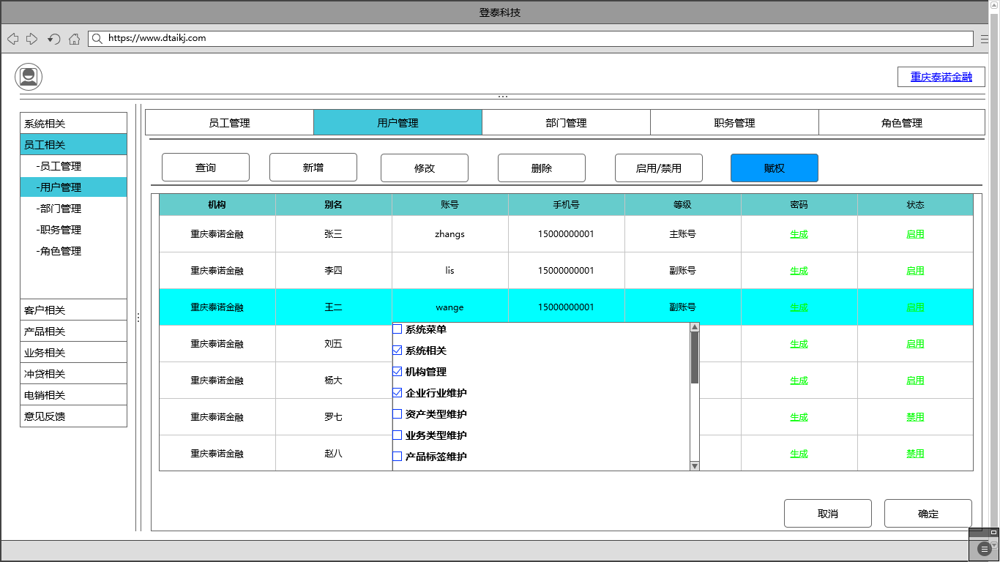 登泰科技
https://www.dtaikj.com
重庆泰诺金融
系统相关
员工相关
-员工管理
-用户管理
-部门管理
-职务管理
-角色管理
客户相关
产品相关
业务相关
冲贷相关
电销相关
意见反馈
员工管理 用户管理 部门管理 职务管理 角色管理
查询 新增 修改 删除 启用/禁用 赋权
机构 别名 账号 手机号 等级 密码 状态
重庆泰诺金融 张三 zhangs 15000000001 主账号 生成 启用
重庆泰诺金融 李四 lis 15000000001 副账号 生成 启用
重庆泰诺金融 王二 wange 15000000001 副账号 生成 启用
重庆泰诺金融 刘五 生成 启用
重庆泰诺金融 杨大 生成 启用
重庆泰诺金融 罗七 生成 禁用
重庆泰诺金融 赵八 生成 禁用
系统菜单
系统相关
机构管理
企业行业维护
资产类型维护
业务类型维护
产品标签维护
取消 确定